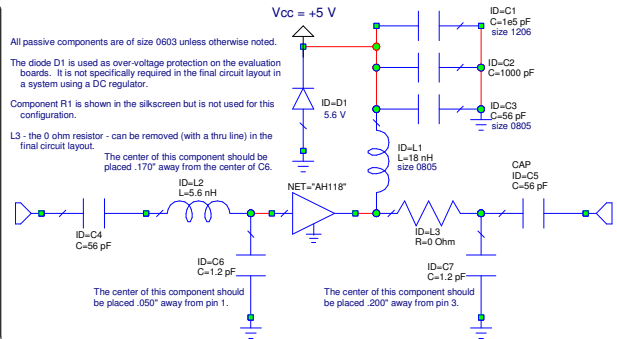 Vcc = +5 V
ID=C1
C=1e5 pF
size 1206
All passive components are of size 0603 unless otherwise noted.
The diode D1 is used as over-voltage protection on the evaluation
boards. It is not specifically required in the final circuit layout in
a system using a DC regulator.
ID=C2
C=1000 pF
Component R1 is shown in the silkscreen but is not used for this
configuration.
ID=D1
5.6 V
ID=C3
C=56 pF
size 0805
L3 - the 0 ohm resistor - can be removed (with a thru line) in the
final circuit layout.
The center of this component should be
placed .170" away from the center of C6.
ID=L1
L=18 nH
size 0805
ID=L2
L=5.6 nH
NET="AH118"
CAP
ID=C5
C=56 pF
ID=C4
C=56 pF
ID=L3
R=0 Ohm
ID=C6
C=1.2 pF
ID=C7
C=1.2 pF
The center of this component should
be placed .050" away from pin 1.
The center of this component should
be placed .200" away from pin 3.